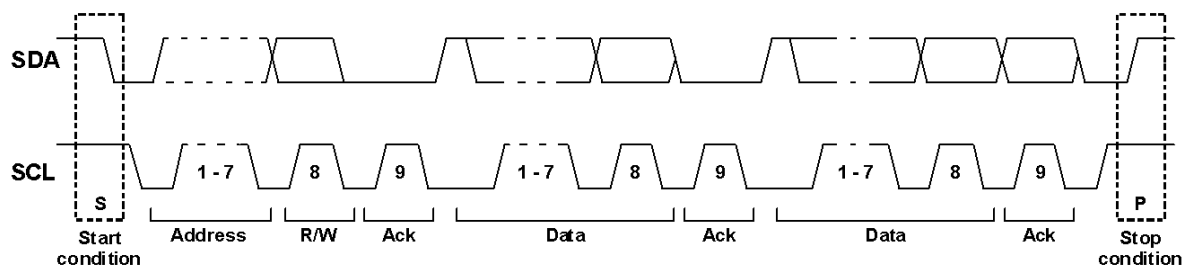 SDA
SCL
1 - 7 8 9 1 - 7 8 9 1 - 7 8 9
S P
Address R/W Ack Data Ack Data Ack
Start condition
Stop condition